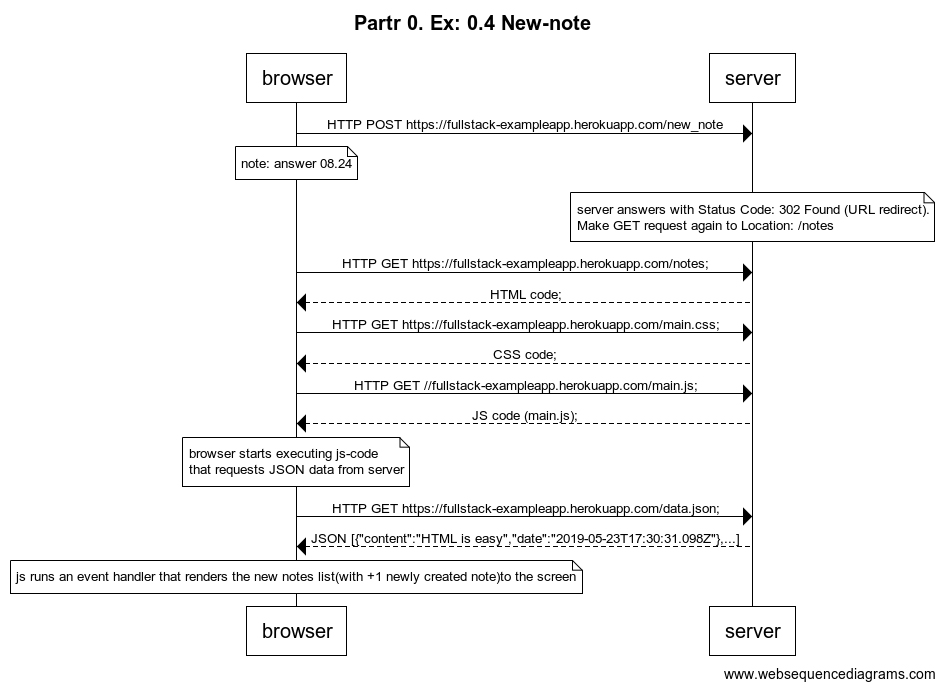 Partr 0. Ex: 0.4 New-note
browser
server
HTTP POST https://fullstack-exampleapp.herokuapp.com/new_note
note: answer 08.24
server answers with Status Code: 302 Found (URL redirect).
Make GET request again to Location: /notes
HTTP GET https://fullstack-exampleapp.herokuapp.com/notes;
HTML code;
HTTP GET https://fullstack-exampleapp.herokuapp.com/main.css;
CSS code;
HTTP GET //fullstack-exampleapp.herokuapp.com/main.js;
JS code (main.js);
browser starts executing js-code
that requests JSON data from server
HTTP GET https://fullstack-exampleapp.herokuapp.com/data.json;
JSON [{"content":"HTML is easy","date":"2019-05-23T17:30:31.098Z"},...]
js runs an event handler that renders the new notes list(with +1 newly created note)to the screen
browser
server
www.websequencediagrams.com